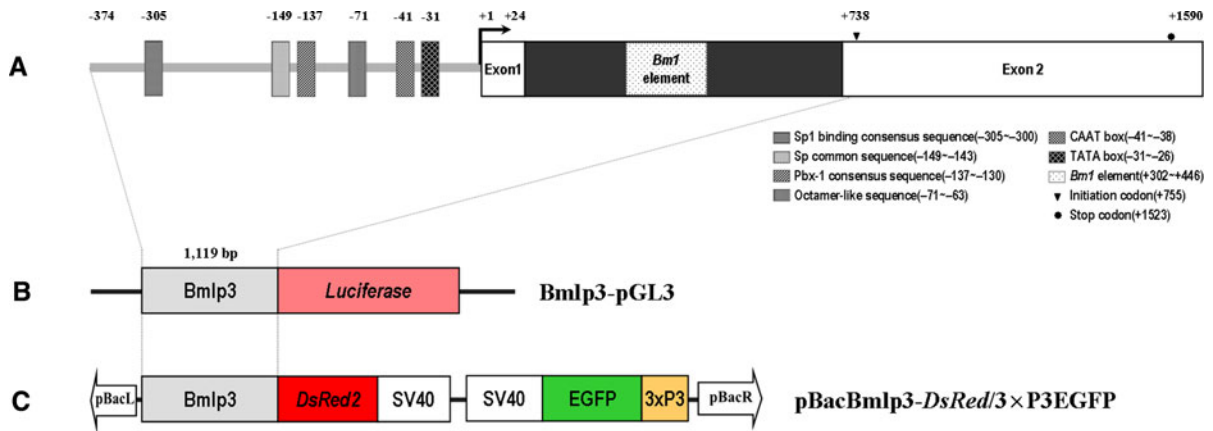 -374 -305 -149 -137 -71 -41 -31 +1 +24 +738 +1590
A
Exon1
Bm1
element
Exon 2
Sp1 binding consensus sequence(–305~–300)
Sp common sequence(–149~–143)
Pbx-1 consensus sequence(–137~–130)
Octamer-like sequence(–71~–63)
CAAT box(–41~–38)
TATA box(–31~–26)
Bm1 element(+302~+446)
Initiation codon(+755)
Stop codon(+1523)
1,119 bp
B
Bmlp3
Luciferase
Bmlp3-pGL3
C
pBacL
Bmlp3
DsRed2
SV40
SV40
EGFP
3xP3
pBacR
pBacBmlp3-DsRed/3×P3EGFP